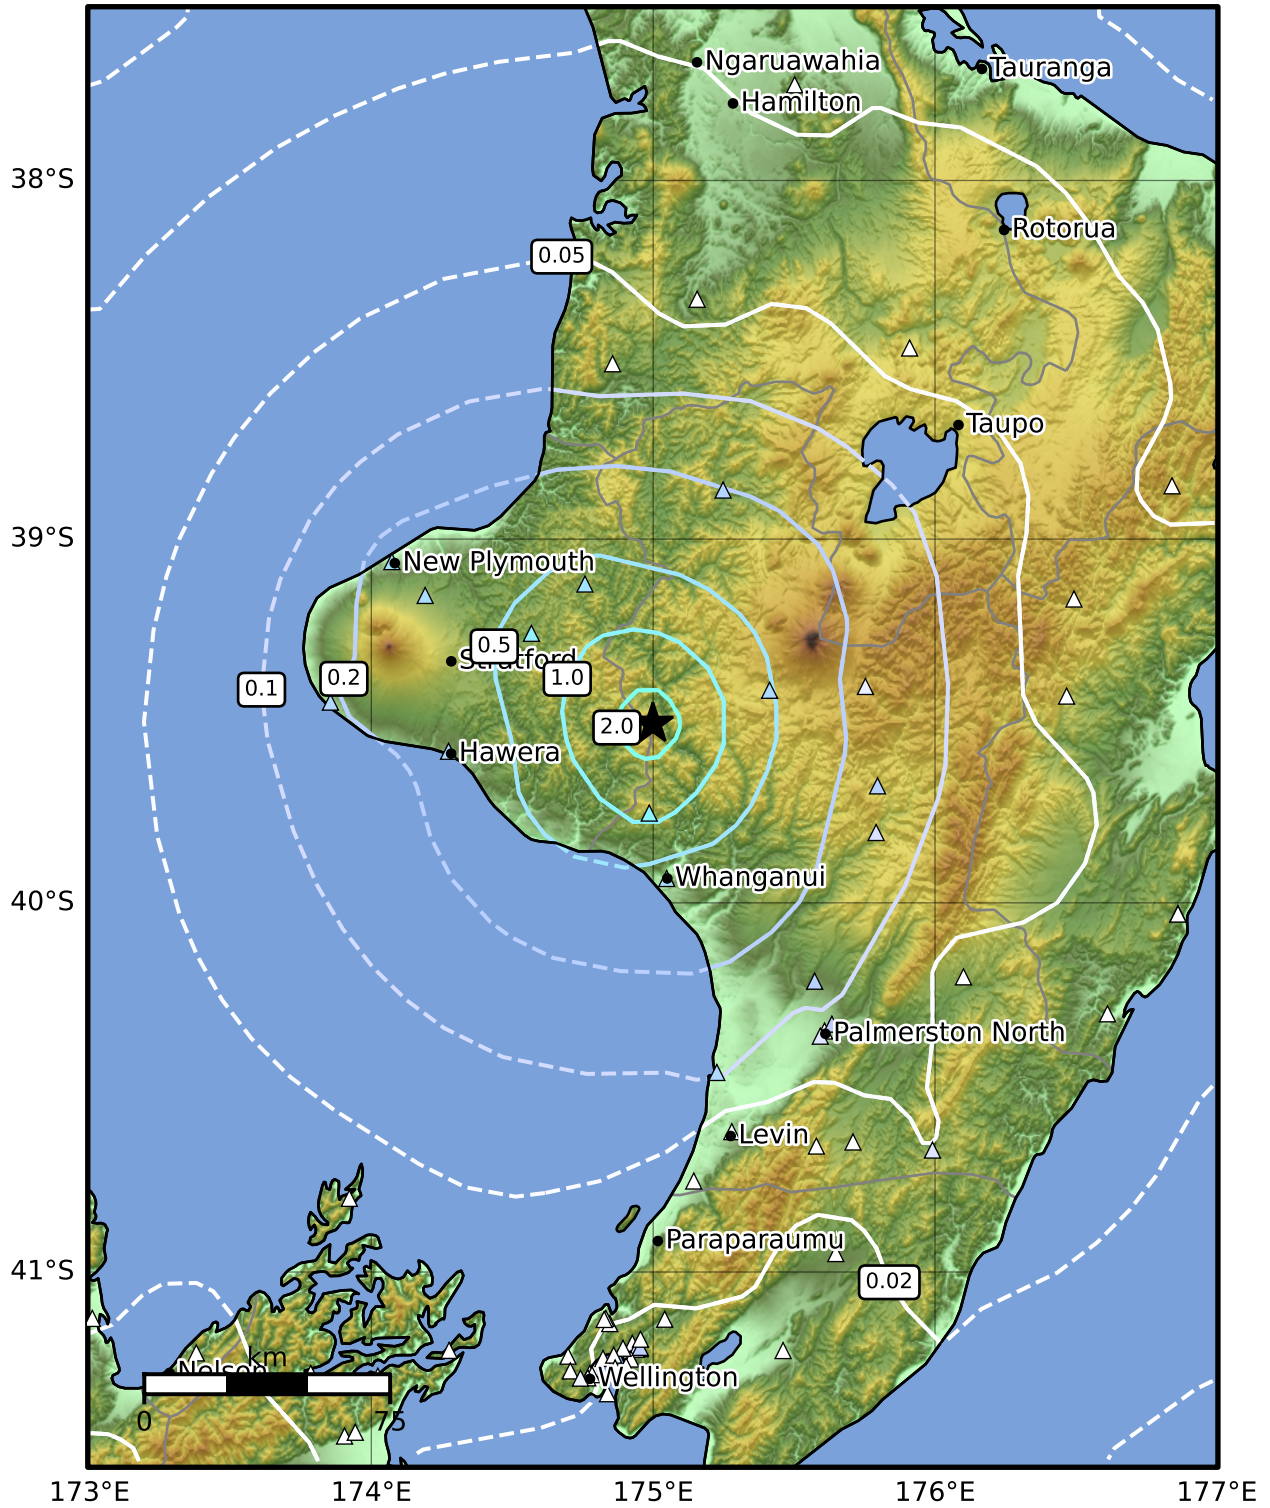 Ngaruawahia
Tauranga
Hamilton
38°S
Rotorua
0.05
Taupo
39°S
New Plymouth
0.5
Stratford
1.0
0.2
0.1
2.0
Hawera
Whanganui
40°S
Palmerston North
Levin
Paraparaumu
41°S
0.02
km
Nelson
Wellington
0
75
173°E
174°E
175°E
176°E
177°E